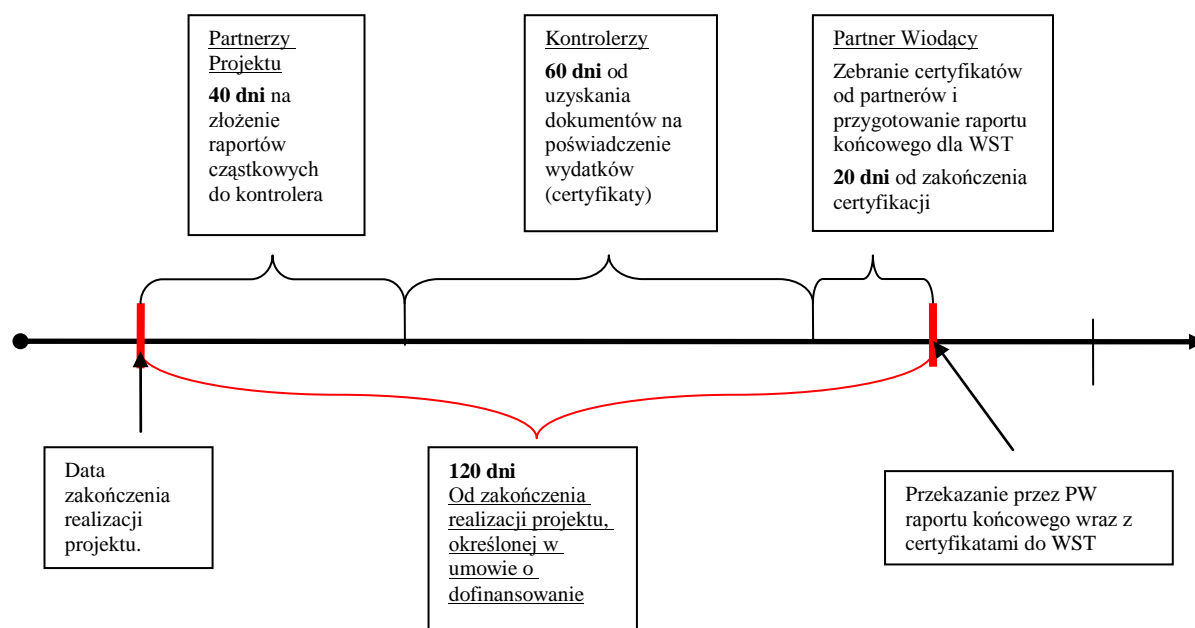 Partnerzy
Projektu
40 dni na
złożenie
raportów
cząstkowych
do kontrolera
Kontrolerzy
60 dni od
uzyskania
dokumentów na
poświadczenie
wydatków
(certyfikaty)
Partner Wiodący
Zebranie certyfikatów
od partnerów i
przygotowanie raportu
końcowego dla WST
20 dni od zakończenia
certyfikacji
Data
zakończenia
realizacji
projektu.
120 dni
Od zakończenia
realizacji projektu,
określonej w
umowie o
dofinansowanie
Przekazanie przez PW
raportu końcowego wraz z
certyfikatami do WST